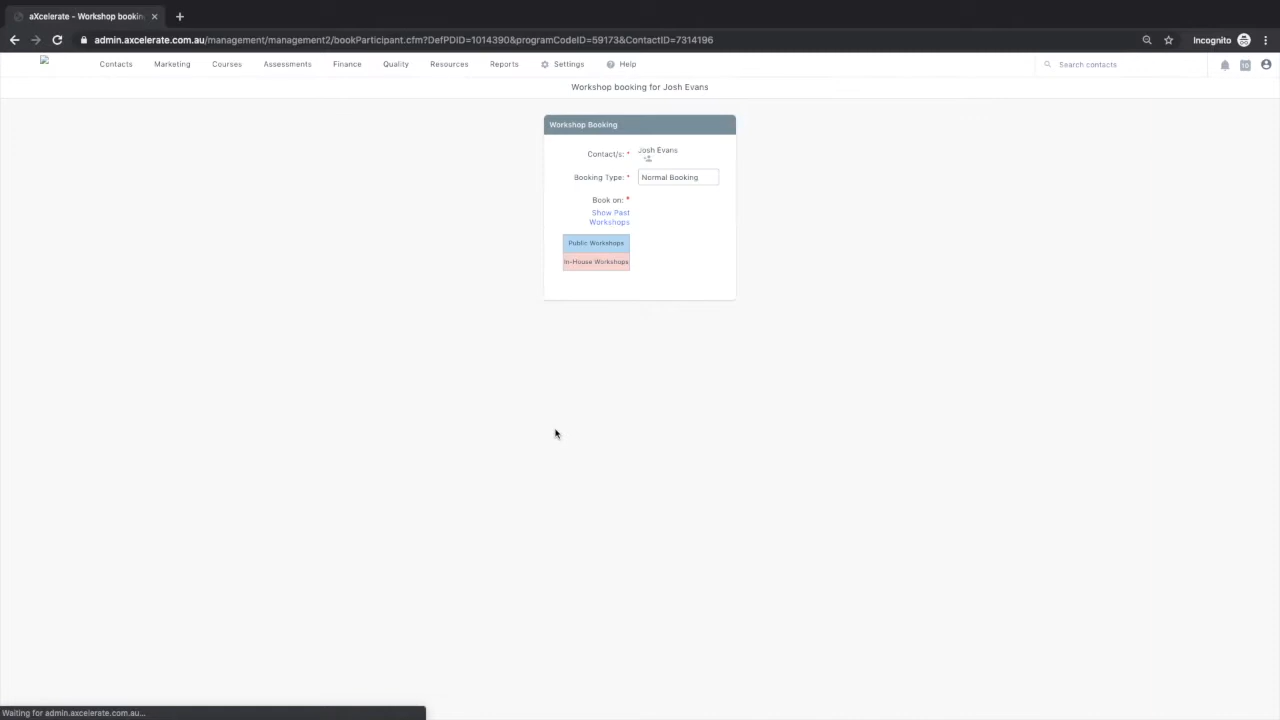 aXcelerate - Workshop bookin
admin.axcelerate.com.au/management/management2/bookParticipant.cfm?DefPDID=1014390&programCodeID=59173&ContactID=7314196
Incognito
Contacts Marketing Courses Assessments Finance Quality Resources Reports Settings Help Search contacts 10
Workshop booking for Josh Evans
Workshop Booking
Contact/s: * Josh Evans
Booking Type: * Normal Booking
Book on: *
Show Past
Workshops
Public Workshops
In-House Workshops
Waiting for admin.axcelerate.com.au...